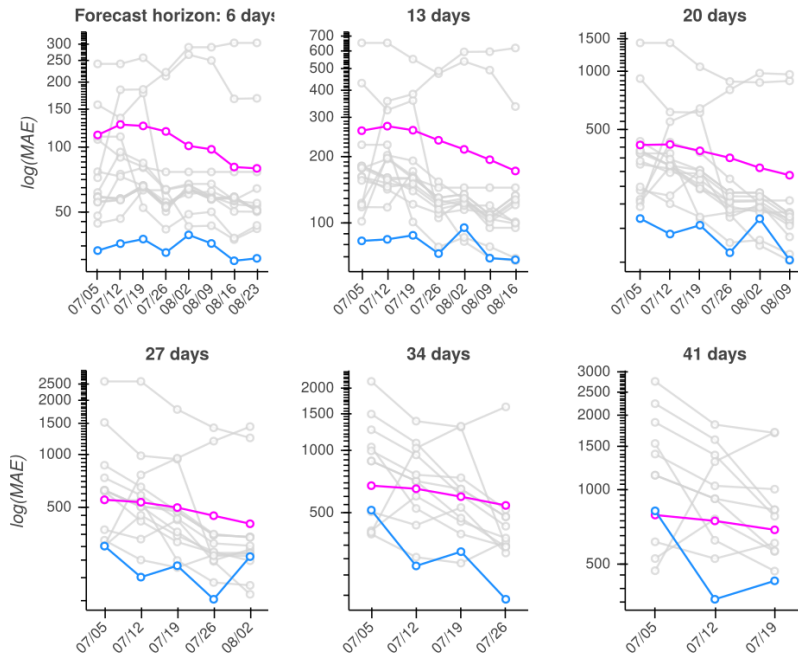 Forecast horizon: 6 days
13 days
20 days
log(MAE)
300
250
200
150
100
50
700
600
500
400
300
200
100
1500
1000
500
07/05 07/12 07/19 07/26 08/02 08/09 08/16 08/23
07/05 07/12 07/19 07/26 08/02 08/09 08/16
07/05 07/12 07/19 07/26 08/02 08/09
27 days
34 days
41 days
log(MAE)
2500
2000
1500
1000
500
2000
1500
1000
500
3000
2500
2000
1500
1000
500
07/05 07/12 07/19 07/26 08/02
07/05 07/12 07/19 07/26
07/05 07/12 07/19